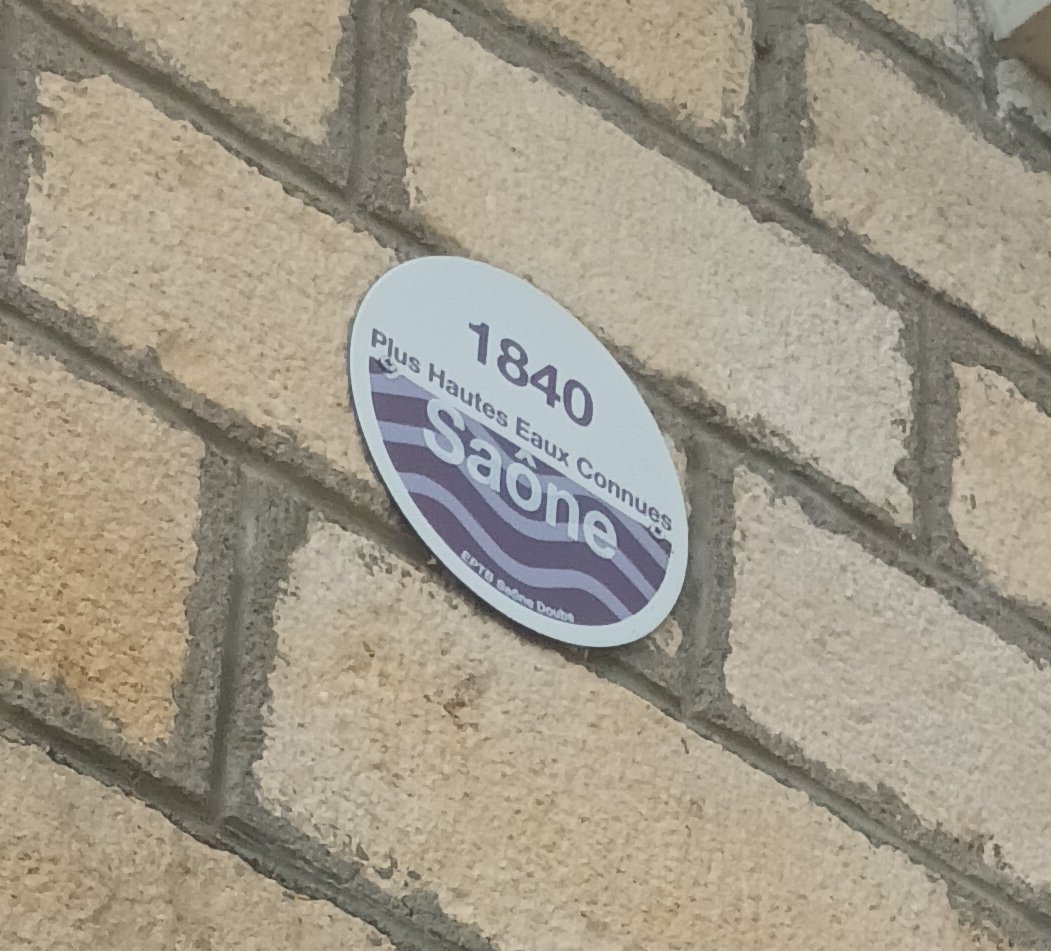 1840
Plus Hautes Eaux Connues
Saône
EPTB Saône Doubs